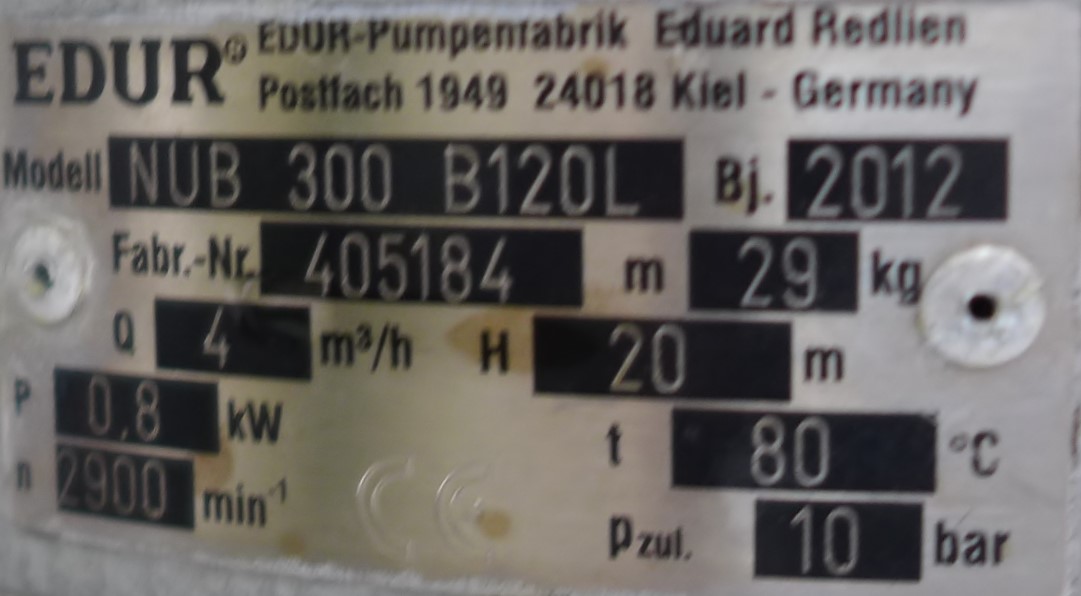 EDUR® EDUR-Pumpenfabrik Eduard Redlien
Postfach 1949 24018 Kiel - Germany
Modell NUB 300 B120L Bj. 2012
Fabr.-Nr. 405184 m 29 kg
Q 4 m³/h H 20 m
P 0.8 kW t 80 °C
n 2900 min⁻¹ CE Pzul. 10 bar